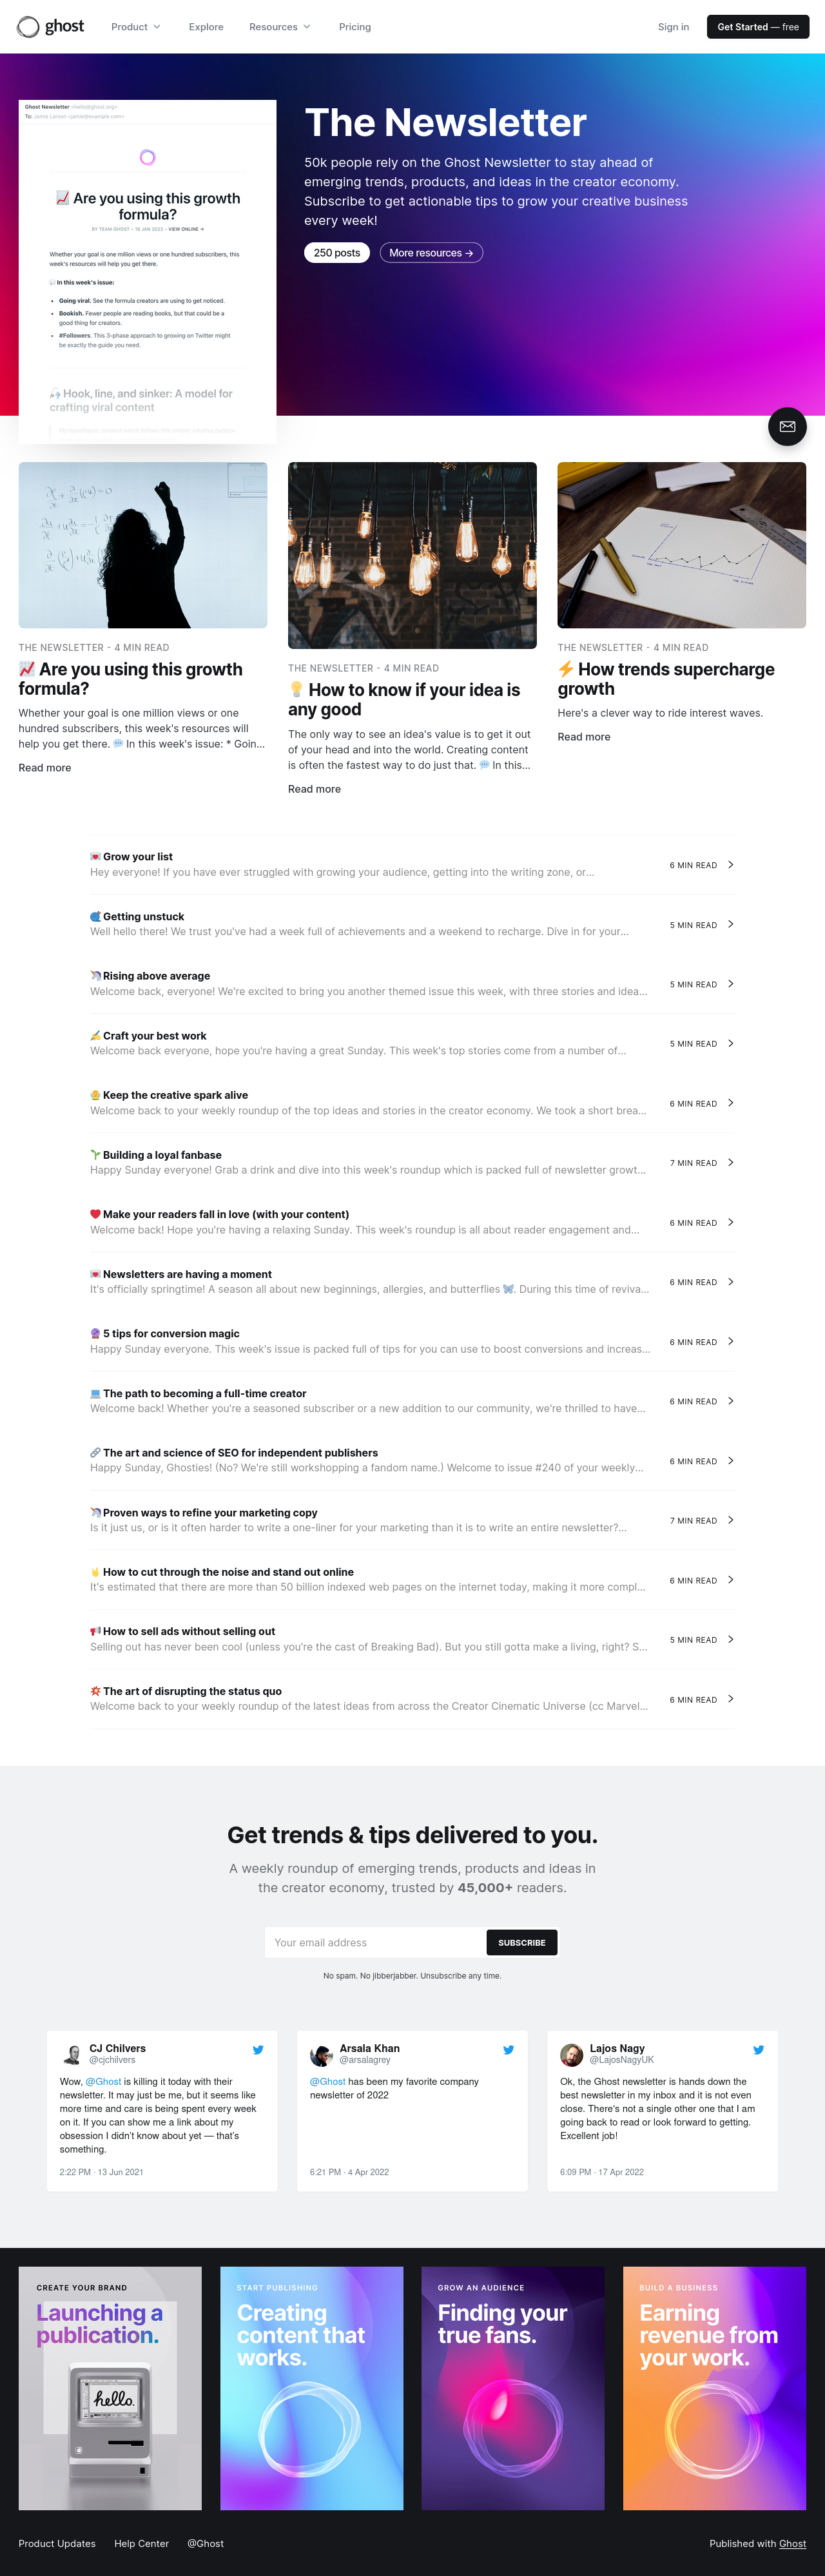 ghost
Product
Explore
Resources
Pricing
Sign in
Get Started — free
Ghost Newsletter <hello@ghost.org>
To: Jamie Larson <jamie@example.com>
📈 Are you using this growth
formula?
BY TEAM GHOST – 16 JAN 2022 – VIEW ONLINE →
Whether your goal is one million views or one hundred subscribers, this
week's resources will help you get there.
💬 In this week's issue:
• Going viral. See the formula creators are using to get noticed.
• Bookish. Fewer people are reading books, but that could be a
good thing for creators.
• #Followers. This 3-phase approach to growing on Twitter might
be exactly the guide you need.
🎣 Hook, line, and sinker: A model for
crafting viral content
The Newsletter
50k people rely on the Ghost Newsletter to stay ahead of
emerging trends, products, and ideas in the creator economy.
Subscribe to get actionable tips to grow your creative business
every week!
250 posts
More resources →
THE NEWSLETTER - 4 MIN READ
📈 Are you using this growth
formula?
Whether your goal is one million views or one
hundred subscribers, this week's resources will
help you get there. 💬 In this week's issue: * Goin...
Read more
THE NEWSLETTER - 4 MIN READ
💡 How to know if your idea is
any good
The only way to see an idea's value is to get it out
of your head and into the world. Creating content
is often the fastest way to do just that. 💬 In this...
Read more
THE NEWSLETTER - 4 MIN READ
⚡ How trends supercharge
growth
Here's a clever way to ride interest waves.
Read more
💌 Grow your list
Hey everyone! If you have ever struggled with growing your audience, getting into the writing zone, or...
6 MIN READ
Getting unstuck
Well hello there! We trust you've had a week full of achievements and a weekend to recharge. Dive in for your...
5 MIN READ
Rising above average
Welcome back, everyone! We're excited to bring you another themed issue this week, with three stories and idea...
5 MIN READ
✍️ Craft your best work
Welcome back everyone, hope you're having a great Sunday. This week's top stories come from a number of...
5 MIN READ
Keep the creative spark alive
Welcome back to your weekly roundup of the top ideas and stories in the creator economy. We took a short brea...
6 MIN READ
🌱 Building a loyal fanbase
Happy Sunday everyone! Grab a drink and dive into this week's roundup which is packed full of newsletter growt...
7 MIN READ
❤️ Make your readers fall in love (with your content)
Welcome back! Hope you're having a relaxing Sunday. This week's roundup is all about reader engagement and...
6 MIN READ
💌 Newsletters are having a moment
It's officially springtime! A season all about new beginnings, allergies, and butterflies 🦋. During this time of reviva...
6 MIN READ
🔮 5 tips for conversion magic
Happy Sunday everyone. This week's issue is packed full of tips for you can use to boost conversions and increas...
6 MIN READ
💻 The path to becoming a full-time creator
Welcome back! Whether you're a seasoned subscriber or a new addition to our community, we're thrilled to have...
6 MIN READ
🔗 The art and science of SEO for independent publishers
Happy Sunday, Ghosties! (No? We're still workshopping a fandom name.) Welcome to issue #240 of your weekly...
6 MIN READ
Proven ways to refine your marketing copy
Is it just us, or is it often harder to write a one-liner for your marketing than it is to write an entire newsletter?...
7 MIN READ
🤘 How to cut through the noise and stand out online
It's estimated that there are more than 50 billion indexed web pages on the internet today, making it more compl...
6 MIN READ
📢 How to sell ads without selling out
Selling out has never been cool (unless you're the cast of Breaking Bad). But you still gotta make a living, right? S...
5 MIN READ
💥 The art of disrupting the status quo
Welcome back to your weekly roundup of the latest ideas from across the Creator Cinematic Universe (cc Marvel...
6 MIN READ
Get trends & tips delivered to you.
A weekly roundup of emerging trends, products and ideas in
the creator economy, trusted by 45,000+ readers.
Your email address
SUBSCRIBE
No spam. No jibberjabber. Unsubscribe any time.
CJ Chilvers
@cjchilvers
Wow, @Ghost is killing it today with their
newsletter. It may just be me, but it seems like
more time and care is being spent every week
on it. If you can show me a link about my
obsession I didn't know about yet — that's
something.
2:22 PM · 13 Jun 2021
Arsala Khan
@arsalagrey
@Ghost has been my favorite company
newsletter of 2022
6:21 PM · 4 Apr 2022
Lajos Nagy
@LajosNagyUK
Ok, the Ghost newsletter is hands down the
best newsletter in my inbox and it is not even
close. There's not a single other one that I am
going back to read or look forward to getting.
Excellent job!
6:09 PM · 17 Apr 2022
CREATE YOUR BRAND
Launching a
publication.
hello.
START PUBLISHING
Creating
content that
works.
GROW AN AUDIENCE
Finding your
true fans.
BUILD A BUSINESS
Earning
revenue from
your work.
Product Updates
Help Center
@Ghost
Published with Ghost